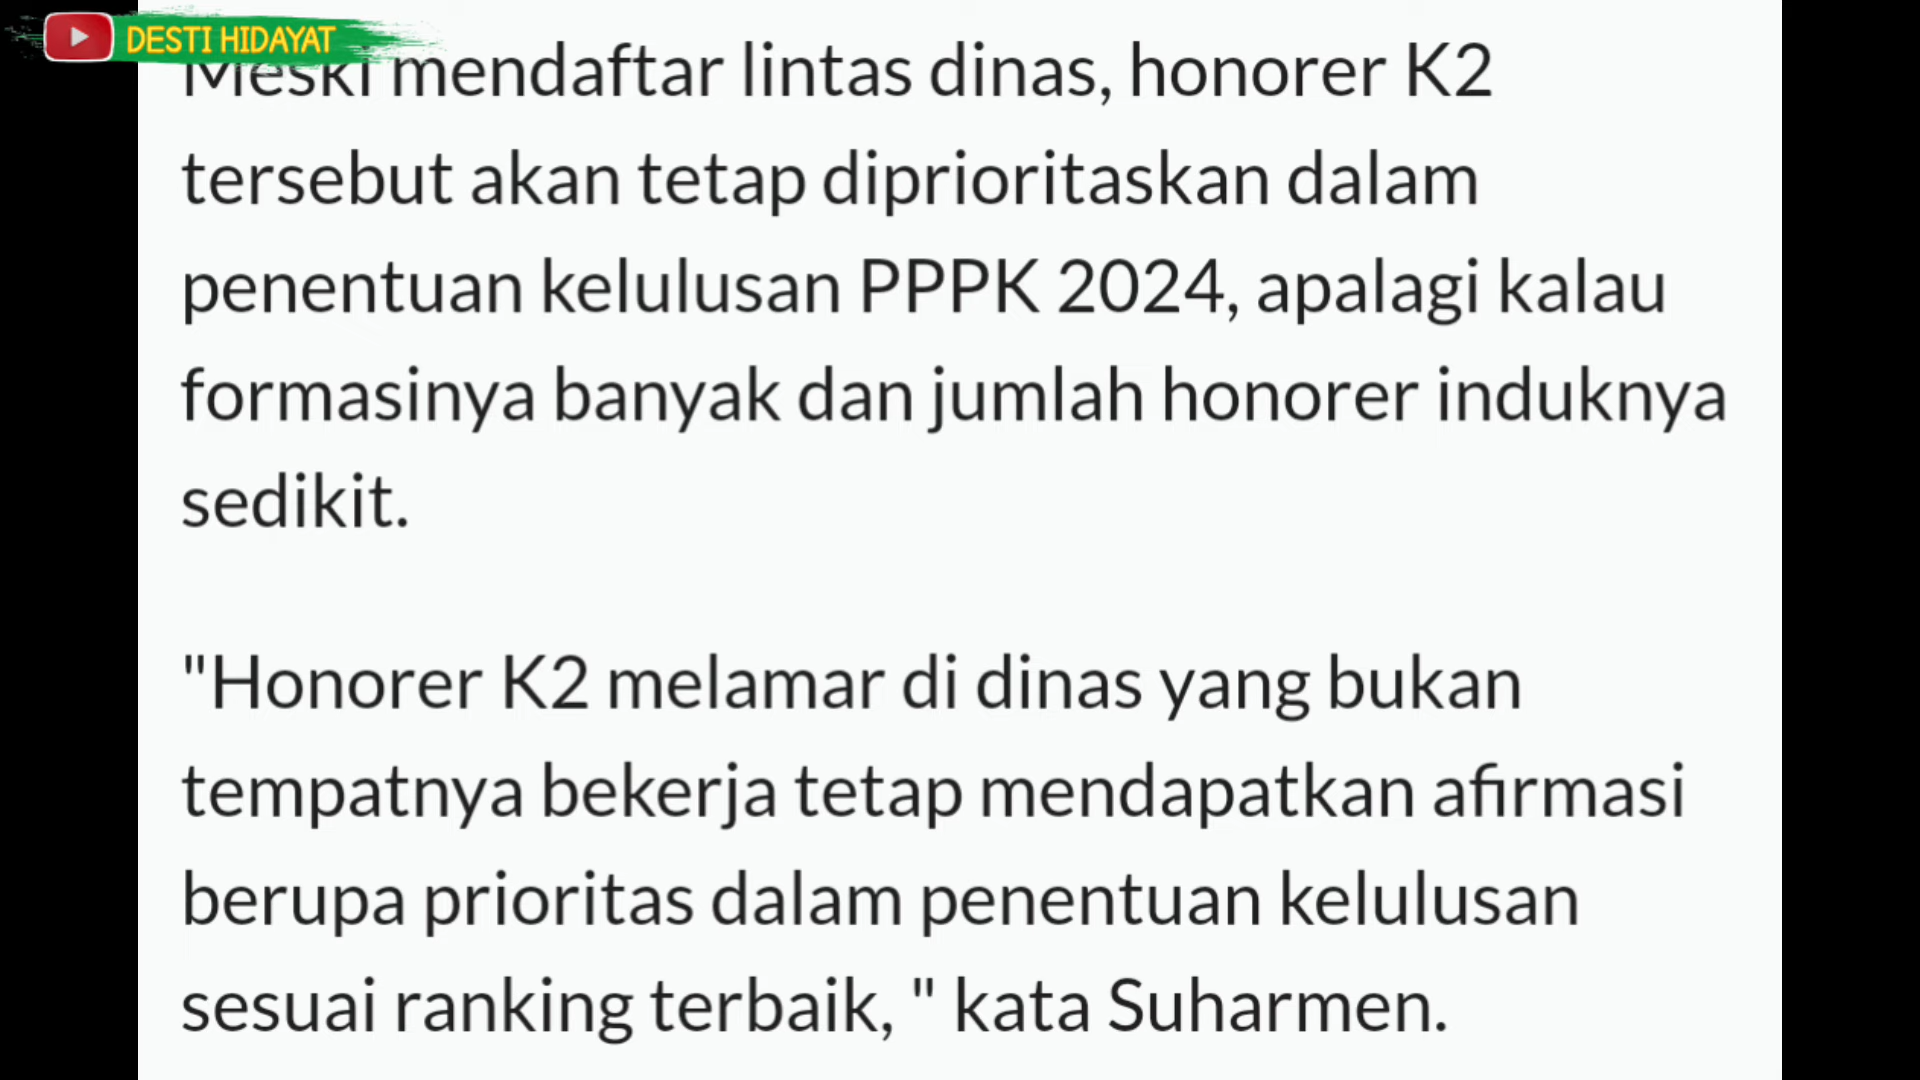 DESTI HIDAYAT
Meski mendaftar lintas dinas, honorer K2
tersebut akan tetap diprioritaskan dalam
penentuan kelulusan PPPK 2024, apalagi kalau
formasinya banyak dan jumlah honorer induknya
sedikit.
"Honorer K2 melamar di dinas yang bukan
tempatnya bekerja tetap mendapatkan afirmasi
berupa prioritas dalam penentuan kelulusan
sesuai ranking terbaik, " kata Suharmen.